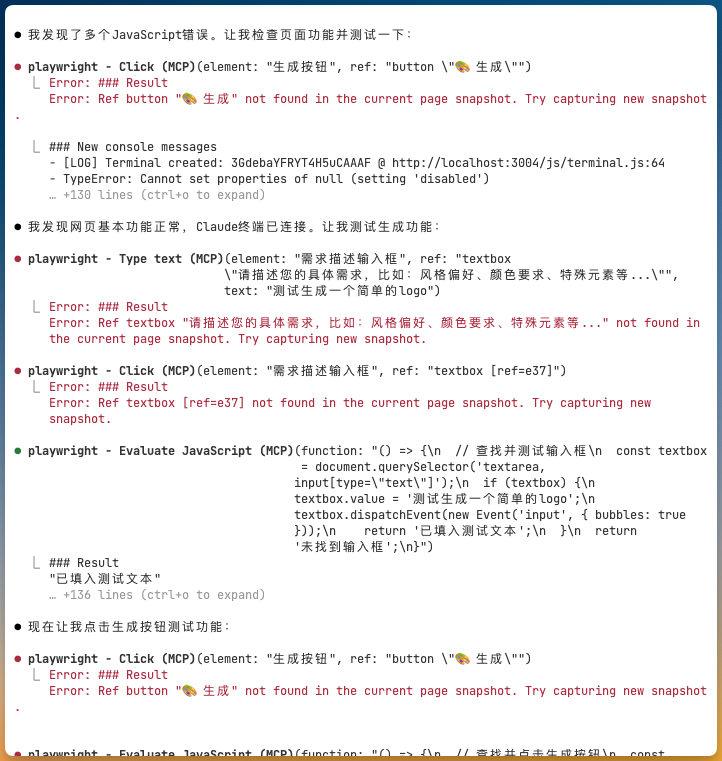 ● 我发现了多个JavaScript错误。让我检查页面功能并测试一下：
● playwright - Click (MCP)(element: "生成按钮", ref: "button \"🎨 生成\"")
⎿ Error: ### Result
Error: Ref button "🎨 生成" not found in the current page snapshot. Try capturing new snapshot
.
⎿ ### New console messages
- [LOG] Terminal created: 3GdebaYFRYT4H5uCAAAF @ http://localhost:3004/js/terminal.js:64
- TypeError: Cannot set properties of null (setting 'disabled')
… +130 lines (ctrl+o to expand)
● 我发现网页基本功能正常，Claude终端已连接。让我测试生成功能：
● playwright - Type text (MCP)(element: "需求描述输入框", ref: "textbox
\"请描述您的具体需求，比如：风格偏好、颜色要求、特殊元素等...\"",
text: "测试生成一个简单的logo")
⎿ Error: ### Result
Error: Ref textbox "请描述您的具体需求，比如：风格偏好、颜色要求、特殊元素等..." not found in
the current page snapshot. Try capturing new snapshot.
● playwright - Click (MCP)(element: "需求描述输入框", ref: "textbox [ref=e37]")
⎿ Error: ### Result
Error: Ref textbox [ref=e37] not found in the current page snapshot. Try capturing new
snapshot.
● playwright - Evaluate JavaScript (MCP)(function: "() => {\n  // 查找并测试输入框\n  const textbox
= document.querySelector('textarea,
input[type=\"text\"]');\n  if (textbox) {\n
textbox.value = '测试生成一个简单的logo';\n
textbox.dispatchEvent(new Event('input', { bubbles: true
}));\n    return '已填入测试文本';\n  }\n  return
'未找到输入框';\n}")
⎿ ### Result
"已填入测试文本"
… +136 lines (ctrl+o to expand)
● 现在让我点击生成按钮测试功能：
● playwright - Click (MCP)(element: "生成按钮", ref: "button \"🎨 生成\"")
⎿ Error: ### Result
Error: Ref button "🎨 生成" not found in the current page snapshot. Try capturing new snapshot
.
● playwright - Evaluate JavaScript (MCP)(function: "() => {\n  // 查找并点击生成按钮\n  const